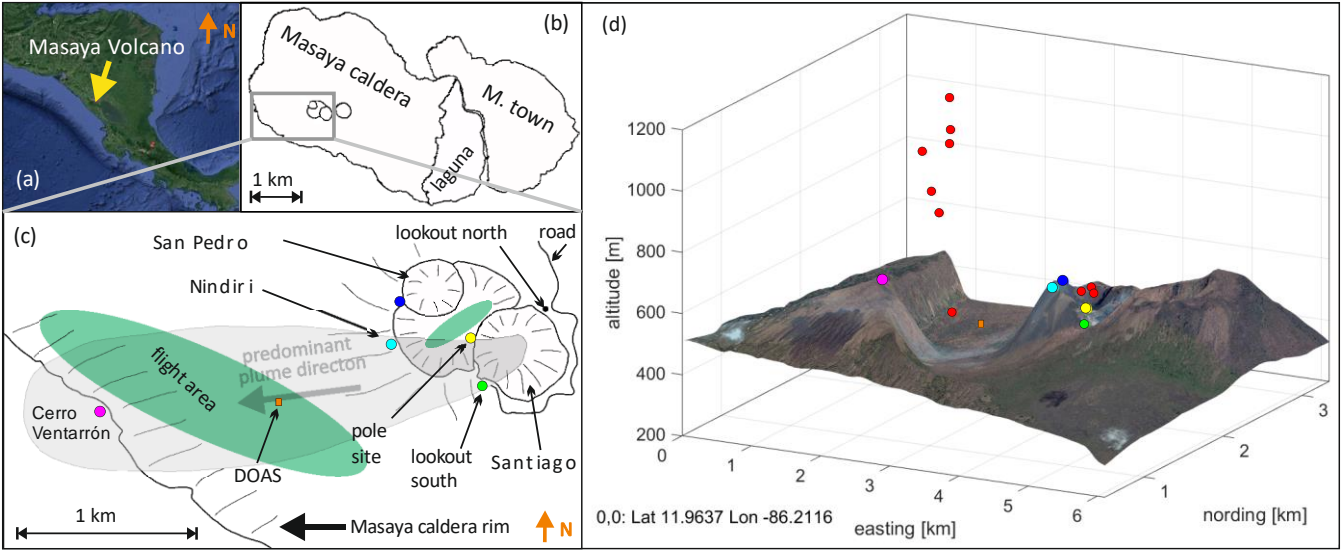 (a)
Masaya Volcano
N
(b)
Masaya caldera
M. town
laguna
1 km
(c)
San Pedro
Nindiri
lookout north
road
predominant
plume directon
flight area
Cerro
Ventarrón
DOAS
pole
site
lookout
south
Santiago
1 km
Masaya caldera rim
N
(d)
altitude [m]
1200
1000
800
600
400
200
0
1
2
3
4
5
6
easting [km]
1
2
3
nording [km]
0,0: Lat 11.9637 Lon -86.2116